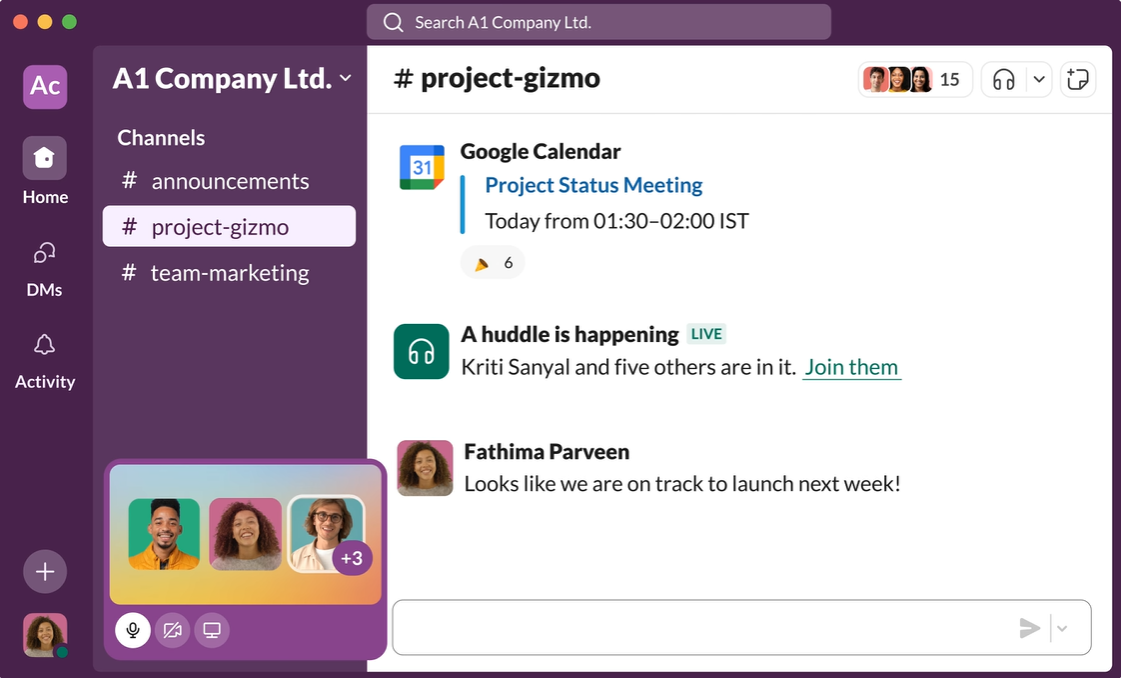 Search A1 Company Ltd.
Ac
Home
DMs
Activity
A1 Company Ltd.
Channels
# announcements
# project-gizmo
# team-marketing
+3
# project-gizmo
15
31
Google Calendar
Project Status Meeting
Today from 01:30–02:00 IST
6
A huddle is happening LIVE
Kriti Sanyal and five others are in it. Join them
Fathima Parveen
Looks like we are on track to launch next week!